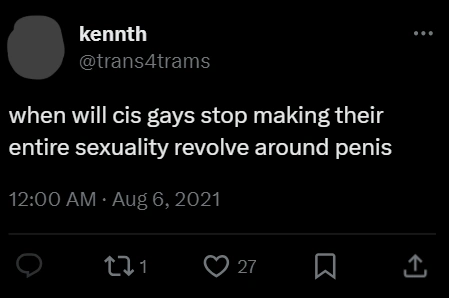 kennth
@trans4trams
when will cis gays stop making their
entire sexuality revolve around penis
12:00 AM · Aug 6, 2021
1 27